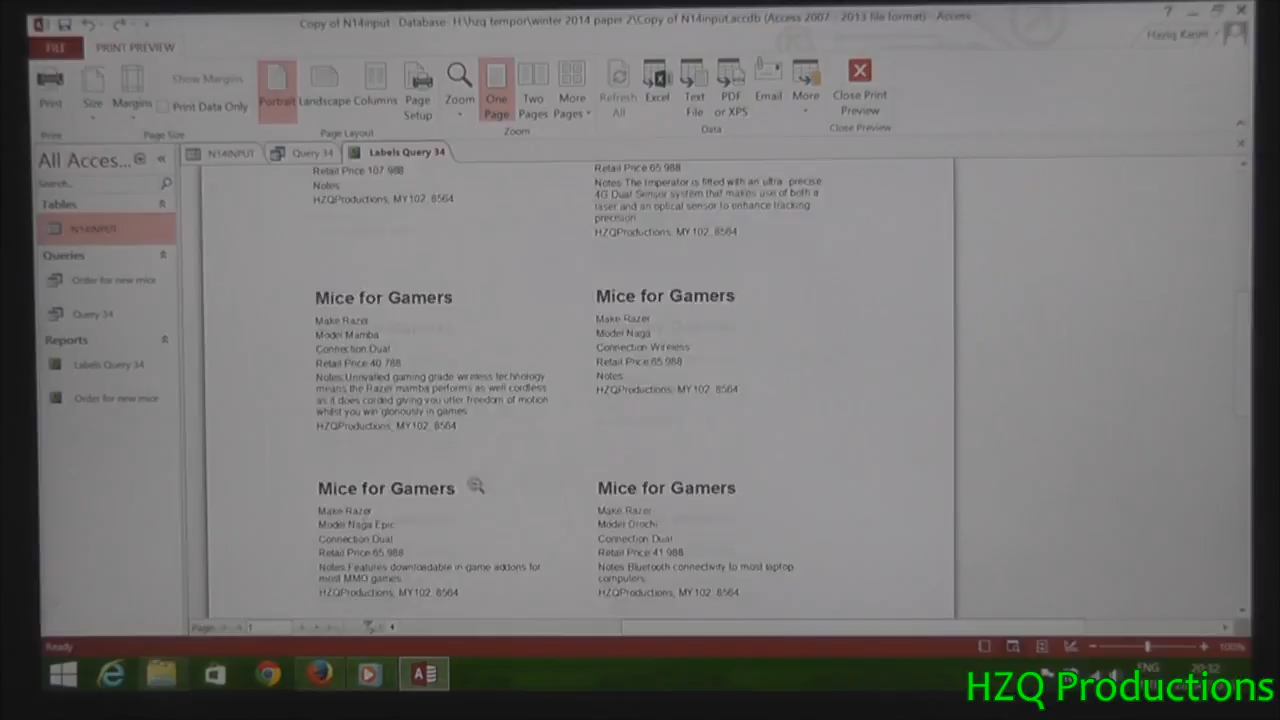 Copy of N14input Database: H:\hzq tempor\winter 2014 paper 2\Copy of N14input.accdb (Access 2007 - 2013 file format) - Access
Haziq Karim
FILE PRINT PREVIEW
Print Size Margins Show Margins Print Data Only Portrait Landscape Columns Page Setup Zoom One Page Two Pages More Pages Refresh All Excel Text File PDF or XPS Email More Close Print Preview
Print Page Size Page Layout Zoom Data Close Preview
All Acces... «
N14INPUT Query 34 Labels Query 34
Search...
Tables
N14INPUT
Queries
Order for new mice
Query 34
Reports
Labels Query 34
Order for new mice
Retail Price 107.988
Notes
HZQProductions, MY102, 8564
Retail Price 65.988
Notes The Imperator is fitted with an ultra precise
4G Dual Sensor system that makes use of both a
laser and an optical sensor to enhance tracking
precision
HZQProductions, MY102, 8564
Mice for Gamers
Make Razer
Model Mamba
Connection Dual
Retail Price 40.788
Notes Unrivalled gaming grade wireless technology
means the Razer mamba performs as well cordless
as it does corded giving you utter freedom of motion
whilst you win gloriously in games
HZQProductions, MY102, 8564
Mice for Gamers
Make Razer
Model Naga
Connection Wireless
Retail Price 65.988
Notes
HZQProductions, MY102, 8564
Mice for Gamers
Make Razer
Model Naga Epic
Connection Dual
Retail Price 65.988
Notes Features downloadable in game addons for
most MMO games
HZQProductions, MY102, 8564
Mice for Gamers
Make Razer
Model Orochi
Connection Dual
Retail Price 41.988
Notes Bluetooth connectivity to most laptop
computers
HZQProductions, MY102, 8564
Page: 1
Ready
100%
ENG
20:32
HZQ Productions